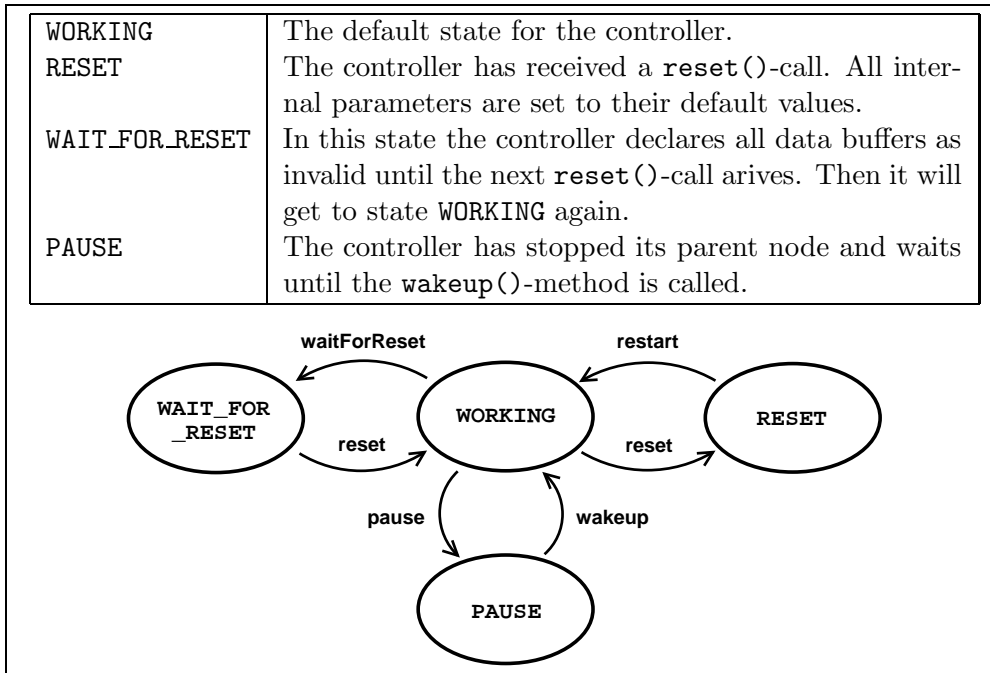 WORKING The default state for the controller.
RESET The controller has received a reset()-call. All inter-
nal parameters are set to their default values.
WAIT_FOR_RESET In this state the controller declares all data buffers as
invalid until the next reset()-call arives. Then it will
get to state WORKING again.
PAUSE The controller has stopped its parent node and waits
until the wakeup()-method is called.
waitForReset restart
WAIT_FOR
_RESET
WORKING
RESET
reset reset
pause wakeup
PAUSE